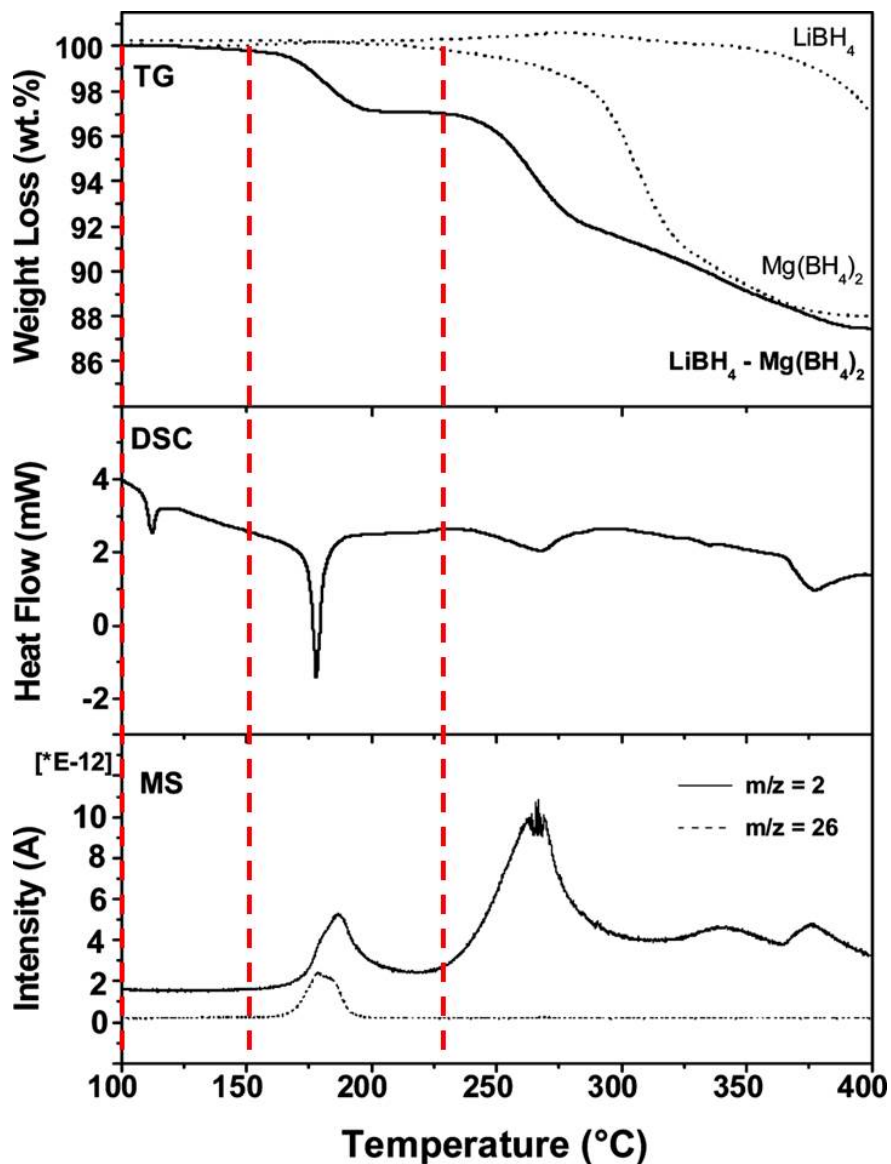 TG
LiBH₄
Mg(BH₄)₂
LiBH₄ - Mg(BH₄)₂
Weight Loss (wt.%)
100
98
96
94
92
90
88
86
DSC
Heat Flow (mW)
4
2
0
-2
[*E-12]
MS
m/z = 2
m/z = 26
Intensity (A)
10
8
6
4
2
0
100 150 200 250 300 350 400
Temperature (°C)